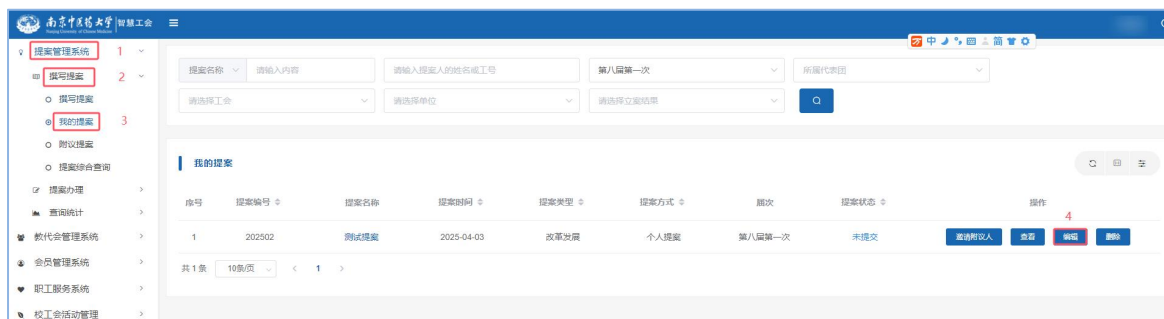 南京中医药大学 智慧工会
Nanjing University of Chinese Medicine
万 中 简
提案管理系统 1
提案名称 请输入内容 请输入提案人的姓名或工号 第八届第一次 所属代表团
撰写提案 2
撰写提案
请选择工会 请选择单位 请选择立案结果
我的提案 3
附议提案
提案综合查询
我的提案
提案办理
序号 提案编号 提案名称 提案时间 提案类型 提案方式 届次 提案状态 操作
查询统计
4
教代会管理系统
1 202502 测试提案 2025-04-03 改革发展 个人提案 第八届第一次 未提交 邀请附议人 查看 编辑 删除
会员管理系统
共 1 条 10条/页 < 1 >
职工服务系统
校工会活动管理